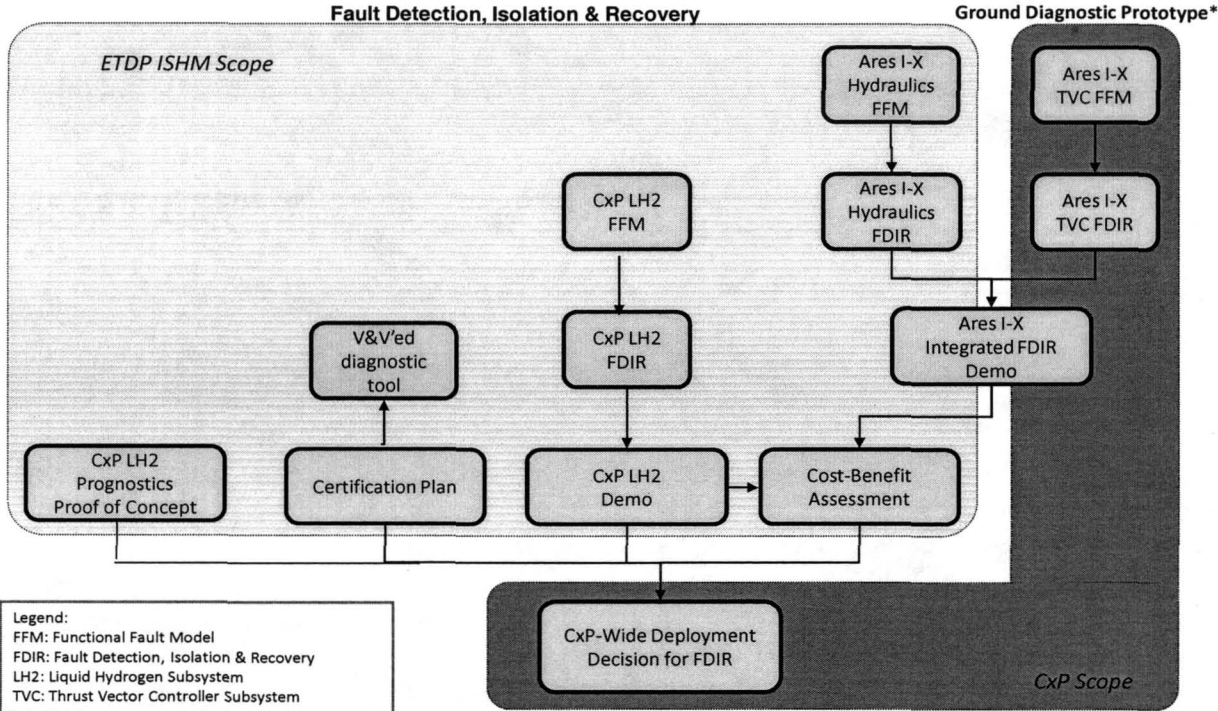 Fault Detection, Isolation & Recovery
Ground Diagnostic Prototype*
ETDP ISHM Scope
Ares I-X
Hydraulics
FFM
Ares I-X
TVC FFM
CxP LH2
FFM
Ares I-X
Hydraulics
FDIR
Ares I-X
TVC FDIR
V&V'ed
diagnostic
tool
CxP LH2
FDIR
Ares I-X
Integrated FDIR
Demo
CxP LH2
Prognostics
Proof of Concept
Certification Plan
CxP LH2
Demo
Cost-Benefit
Assessment
CxP-Wide Deployment
Decision for FDIR
CxP Scope
Legend:
FFM: Functional Fault Model
FDIR: Fault Detection, Isolation & Recovery
LH2: Liquid Hydrogen Subsystem
TVC: Thrust Vector Controller Subsystem